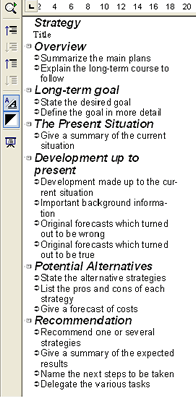 L 2 4 6 8 10 12 14 16 18 20
Strategy
Title
Overview
Summarize the main plans
Explain the long-term course to
follow
Long-term goal
State the desired goal
Define the goal in more detail
The Present Situation
Give a summary of the current
situation
Development up to
present
Development made up to the cur-
rent situation
Important background informa-
tion
Original forecasts which turned
out to be wrong
Original forecasts which turned
out to be true
Potential Alternatives
State the alternative strategies
List the pros and cons of each
strategy
Give a forecast of costs
Recommendation
Recommend one or several
strategies
Give a summary of the expected
results
Name the next steps to be taken
Delegate the various tasks